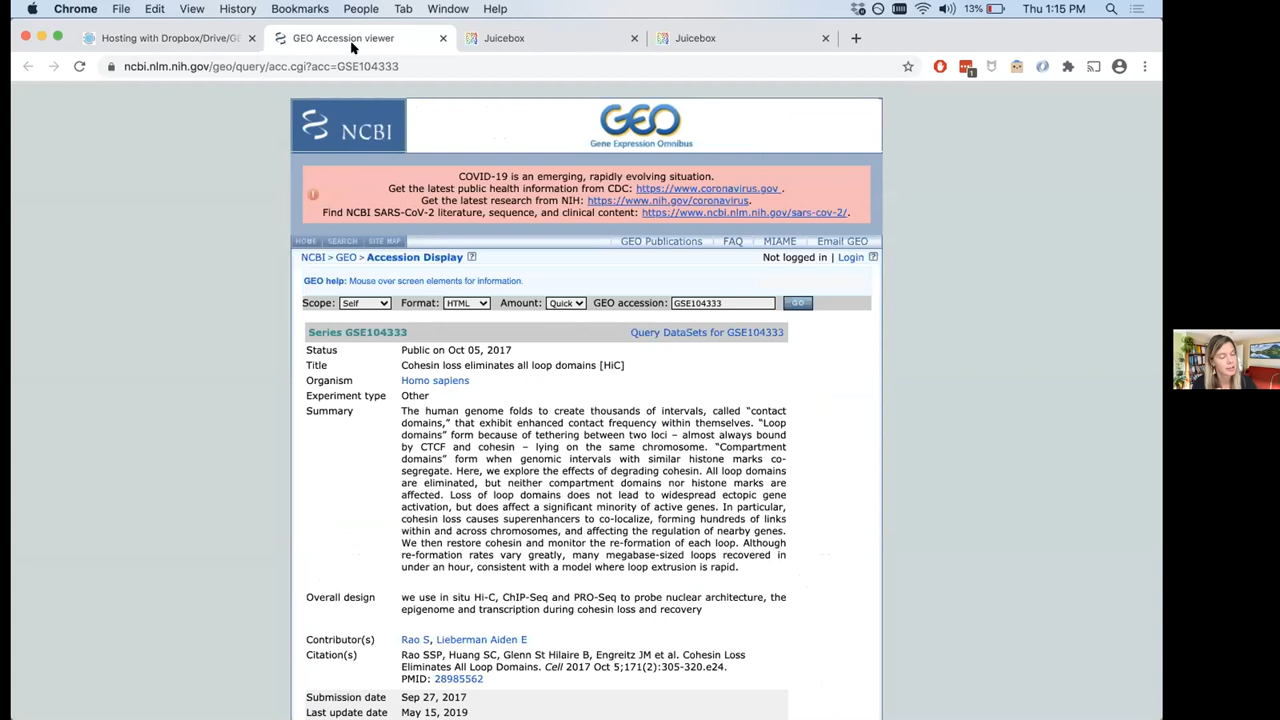 Chrome File Edit View History Bookmarks People Tab Window Help 13% Thu 1:15 PM
Hosting with Dropbox/Drive/GE GEO Accession viewer Juicebox Juicebox
ncbi.nlm.nih.gov/geo/query/acc.cgi?acc=GSE104333 1
NCBI GEO
Gene Expression Omnibus
COVID-19 is an emerging, rapidly evolving situation.
Get the latest public health information from CDC: https://www.coronavirus.gov .
Get the latest research from NIH: https://www.nih.gov/coronavirus.
Find NCBI SARS-CoV-2 literature, sequence, and clinical content: https://www.ncbi.nlm.nih.gov/sars-cov-2/.
HOME SEARCH SITE MAP GEO Publications FAQ MIAME Email GEO
NCBI > GEO > Accession Display ? Not logged in | Login ?
GEO help: Mouse over screen elements for information.
Scope: Self Format: HTML Amount: Quick GEO accession: GSE104333 GO
Series GSE104333 Query DataSets for GSE104333
Status Public on Oct 05, 2017
Title Cohesin loss eliminates all loop domains [HiC]
Organism Homo sapiens
Experiment type Other
Summary The human genome folds to create thousands of intervals, called “contact
domains,” that exhibit enhanced contact frequency within themselves. “Loop
domains” form because of tethering between two loci – almost always bound
by CTCF and cohesin – lying on the same chromosome. “Compartment
domains” form when genomic intervals with similar histone marks co-
segregate. Here, we explore the effects of degrading cohesin. All loop domains
are eliminated, but neither compartment domains nor histone marks are
affected. Loss of loop domains does not lead to widespread ectopic gene
activation, but does affect a significant minority of active genes. In particular,
cohesin loss causes superenhancers to co-localize, forming hundreds of links
within and across chromosomes, and affecting the regulation of nearby genes.
We then restore cohesin and monitor the re-formation of each loop. Although
re-formation rates vary greatly, many megabase-sized loops recovered in
under an hour, consistent with a model where loop extrusion is rapid.
Overall design we use in situ Hi-C, ChIP-Seq and PRO-Seq to probe nuclear architecture, the
epigenome and transcription during cohesin loss and recovery
Contributor(s) Rao S, Lieberman Aiden E
Citation(s) Rao SSP, Huang SC, Glenn St Hilaire B, Engreitz JM et al. Cohesin Loss
Eliminates All Loop Domains. Cell 2017 Oct 5;171(2):305-320.e24.
PMID: 28985562
Submission date Sep 27, 2017
Last update date May 15, 2019